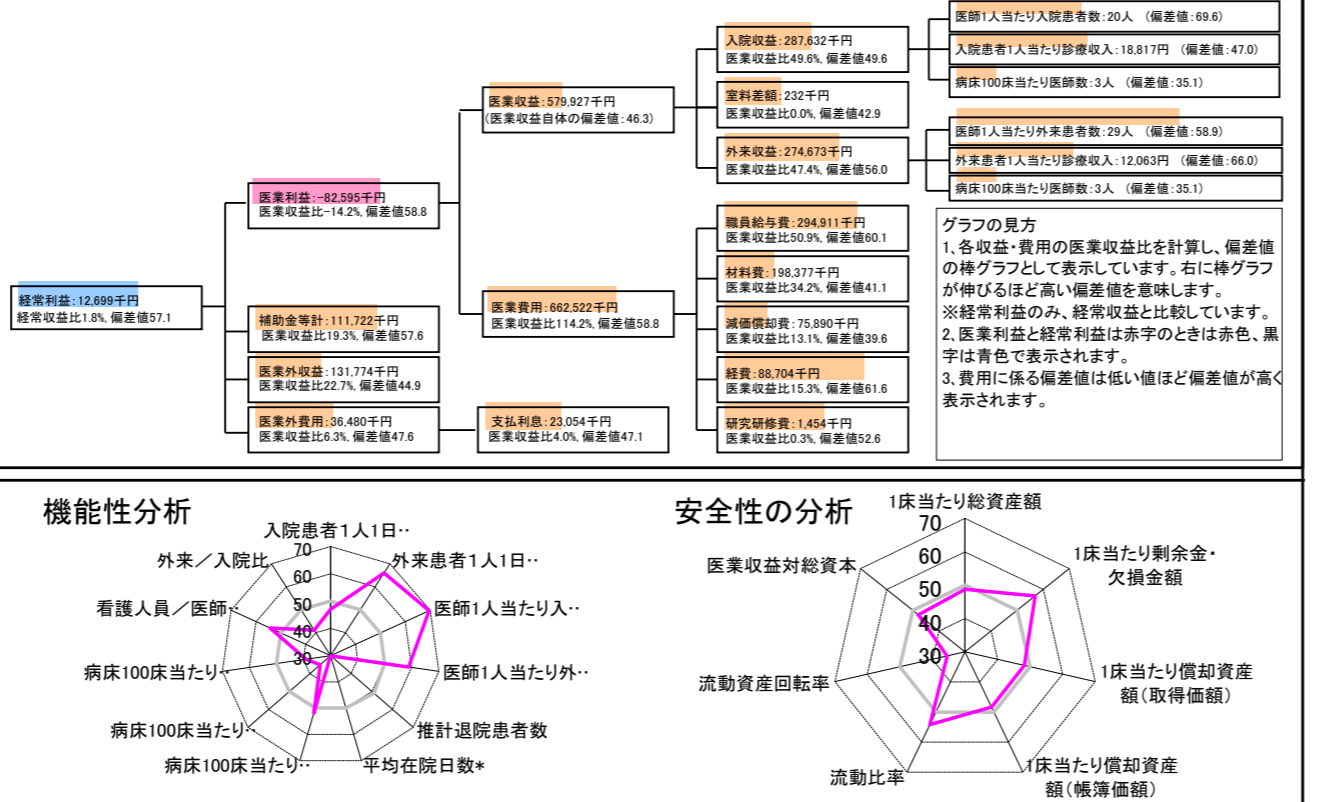 経常利益:12,699千円
経常収益比1.8%, 偏差値57.1
医業利益:-82,595千円
医業収益比-14.2%, 偏差値58.8
補助金等計:111,722千円
医業収益比19.3%, 偏差値57.6
医業外収益:131,774千円
医業収益比22.7%, 偏差値44.9
医業外費用:36,480千円
医業収益比6.3%, 偏差値47.6
医業収益:579,927千円
(医業収益自体の偏差値:46.3)
医業費用:662,522千円
医業収益比114.2%, 偏差値58.8
支払利息:23,054千円
医業収益比4.0%, 偏差値47.1
入院収益:287,632千円
医業収益比49.6%, 偏差値49.6
室料差額:232千円
医業収益比0.0%, 偏差値42.9
外来収益:274,673千円
医業収益比47.4%, 偏差値56.0
職員給与費:294,911千円
医業収益比50.9%, 偏差値60.1
材料費:198,377千円
医業収益比34.2%, 偏差値41.1
減価償却費:75,890千円
医業収益比13.1%, 偏差値39.6
経費:88,704千円
医業収益比15.3%, 偏差値61.6
研究研修費:1,454千円
医業収益比0.3%, 偏差値52.6
医師1人当たり入院患者数:20人 (偏差値:69.6)
入院患者1人当たり診療収入:18,817円 (偏差値:47.0)
病床100床当たり医師数:3人 (偏差値:35.1)
医師1人当たり外来患者数:29人 (偏差値:58.9)
外来患者1人当たり診療収入:12,063円 (偏差値:66.0)
病床100床当たり医師数:3人 (偏差値:35.1)
グラフの見方
1、各収益・費用の医業収益比を計算し、偏差値
の棒グラフとして表示しています。右に棒グラフ
が伸びるほど高い偏差値を意味します。
※経常利益のみ、経常収益と比較しています。
2、医業利益と経常利益は赤字のときは赤色、黒
字は青色で表示されます。
3、費用に係る偏差値は低い値ほど偏差値が高く
表示されます。
機能性分析
入院患者1人1日‥
外来患者1人1日‥
医師1人当たり入‥
医師1人当たり外‥
推計退院患者数
平均在院日数*
病床100床当たり‥
病床100床当たり‥
病床100床当たり‥
看護人員/医師‥
外来/入院比
70
60
50
40
30
安全性の分析
1床当たり総資産額
1床当たり剰余金・
欠損金額
1床当たり償却資産
額(取得価額)
1床当たり償却資産
額(帳簿価額)
流動比率
流動資産回転率
医業収益対総資本
70
60
50
40
30